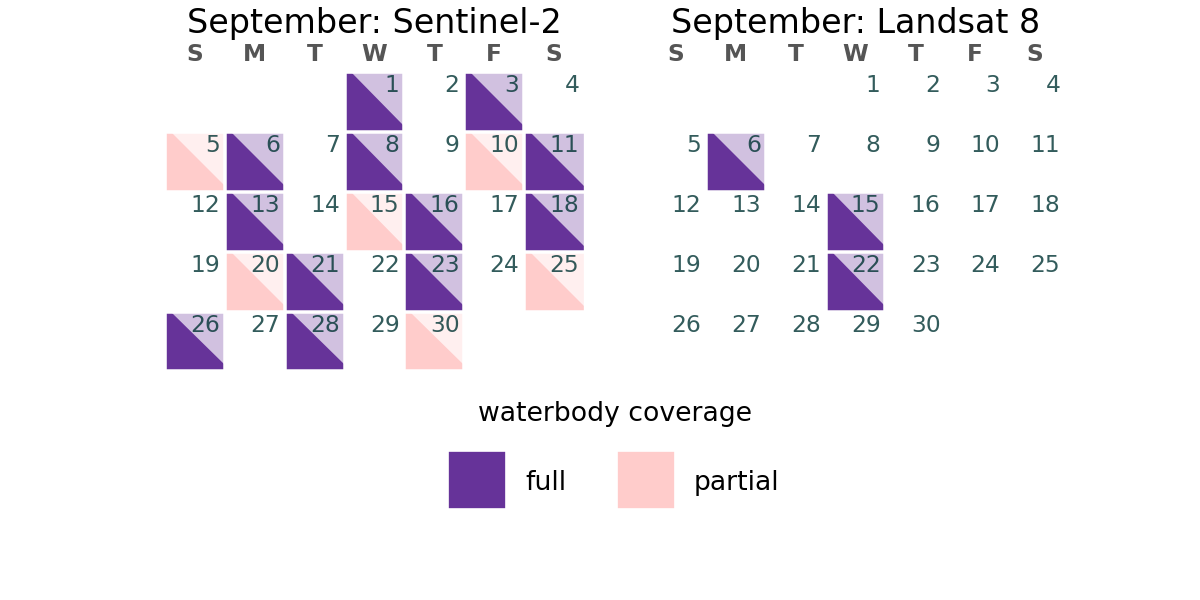 September: Sentinel-2
S M T W T F S
1 2 3 4
5 6 7 8 9 10 11
12 13 14 15 16 17 18
19 20 21 22 23 24 25
26 27 28 29 30
September: Landsat 8
S M T W T F S
1 2 3 4
5 6 7 8 9 10 11
12 13 14 15 16 17 18
19 20 21 22 23 24 25
26 27 28 29 30
waterbody coverage
full partial